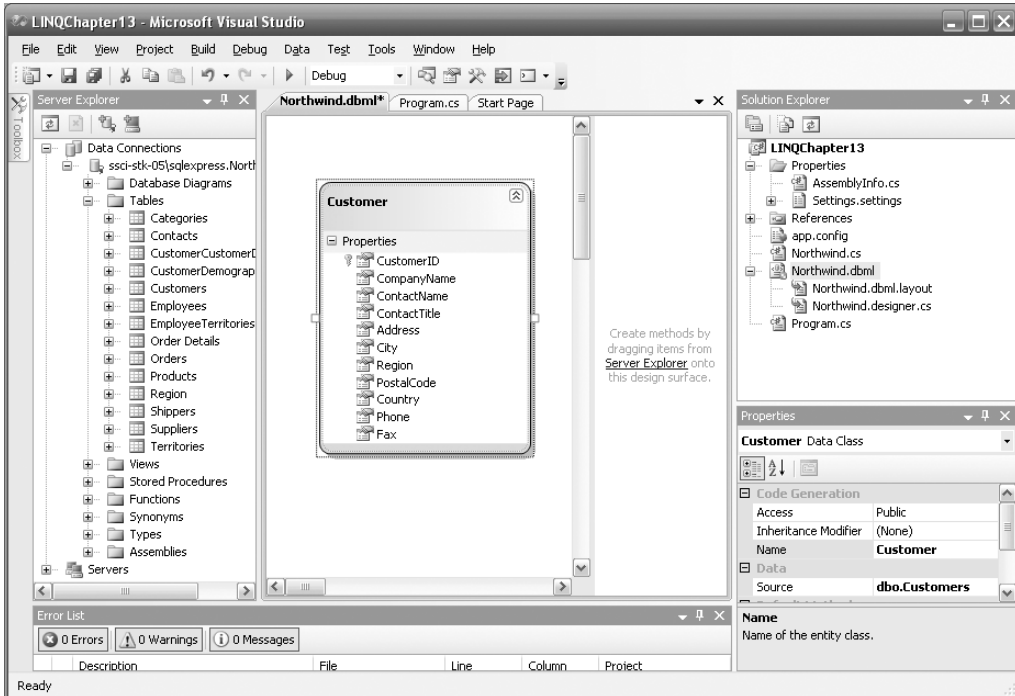 LINQChapter13 - Microsoft Visual Studio
File Edit View Project Build Debug Data Test Tools Window Help
Debug
Toolbox
Server Explorer
Data Connections
ssci-stk-05\sqlexpress.North
Database Diagrams
Tables
Categories
Contacts
CustomerCustomerD
CustomerDemograp
Customers
Employees
EmployeeTerritories
Order Details
Orders
Products
Region
Shippers
Suppliers
Territories
Views
Stored Procedures
Functions
Synonyms
Types
Assemblies
Servers
Northwind.dbml* Program.cs Start Page
Customer
Properties
CustomerID
CompanyName
ContactName
ContactTitle
Address
City
Region
PostalCode
Country
Phone
Fax
Create methods by
dragging items from
Server Explorer onto
this design surface.
Solution Explorer
LINQChapter13
Properties
AssemblyInfo.cs
Settings.settings
References
app.config
Northwind.cs
Northwind.dbml
Northwind.dbml.layout
Northwind.designer.cs
Program.cs
Properties
Customer Data Class
Code Generation
Access Public
Inheritance Modifier (None)
Name Customer
Data
Source dbo.Customers
Name
Name of the entity class.
Error List
0 Errors 0 Warnings 0 Messages
Description File Line Column Project
Ready